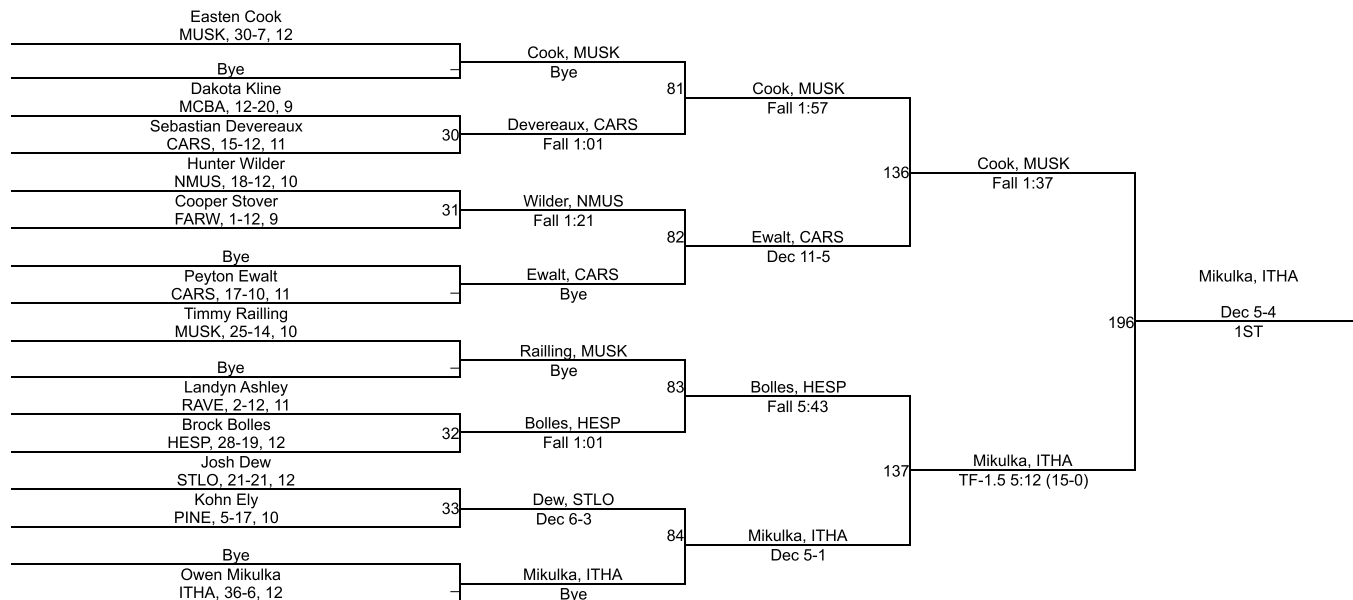 Easten Cook
MUSK, 30-7, 12
Bye
Dakota Kline
MCBA, 12-20, 9
Sebastian Devereaux
CARS, 15-12, 11
Hunter Wilder
NMUS, 18-12, 10
Cooper Stover
FARW, 1-12, 9
Bye
Peyton Ewalt
CARS, 17-10, 11
Timmy Railling
MUSK, 25-14, 10
Bye
Landyn Ashley
RAVE, 2-12, 11
Brock Bolles
HESP, 28-19, 12
Josh Dew
STLO, 21-21, 12
Kohn Ely
PINE, 5-17, 10
Bye
Owen Mikulka
ITHA, 36-6, 12
–
30
31
–
–
32
33
–
Cook, MUSK
Bye
Devereaux, CARS
Fall 1:01
Wilder, NMUS
Fall 1:21
Ewalt, CARS
Bye
Railling, MUSK
Bye
Bolles, HESP
Fall 1:01
Dew, STLO
Dec 6-3
Mikulka, ITHA
Bye
81
82
83
84
Cook, MUSK
Fall 1:57
Ewalt, CARS
Dec 11-5
Bolles, HESP
Fall 5:43
Mikulka, ITHA
Dec 5-1
136
137
Cook, MUSK
Fall 1:37
Mikulka, ITHA
TF-1.5 5:12 (15-0)
196
Mikulka, ITHA
Dec 5-4
1ST